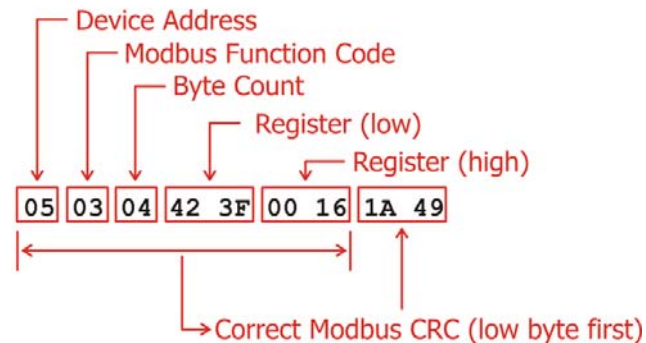 Device Address
Modbus Function Code
Byte Count
Register (low)
Register (high)
05 03 04 42 3F 00 16 1A 49
Correct Modbus CRC (low byte first)